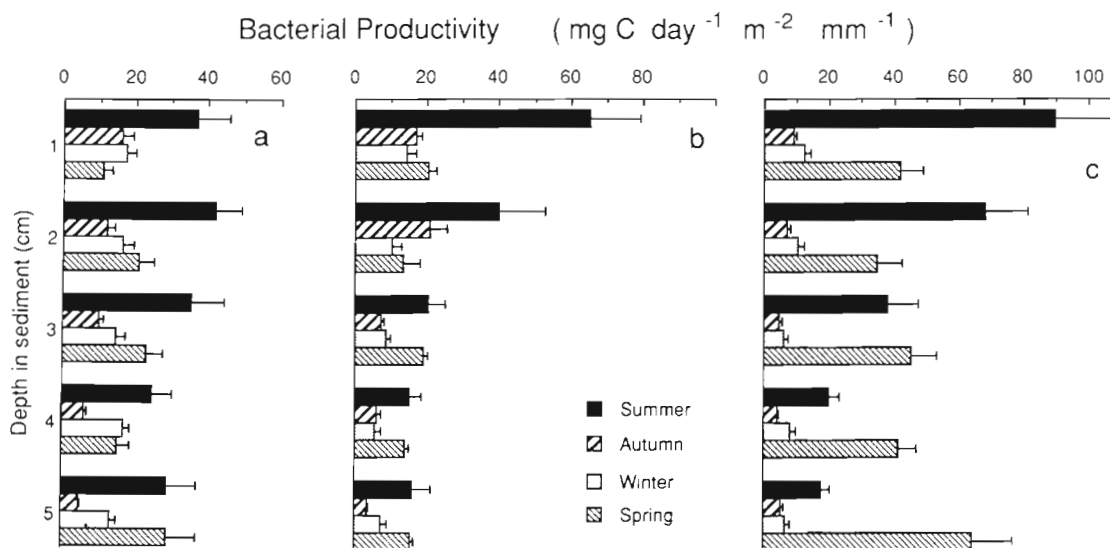 Bacterial Productivity ( mg C day -1 m -2 mm -1 )
0 20 40 60 0 20 40 60 80 0 20 40 60 80 100
a b c
Depth in sediment (cm)
1
2
3
4
5
Summer
Autumn
Winter
Spring